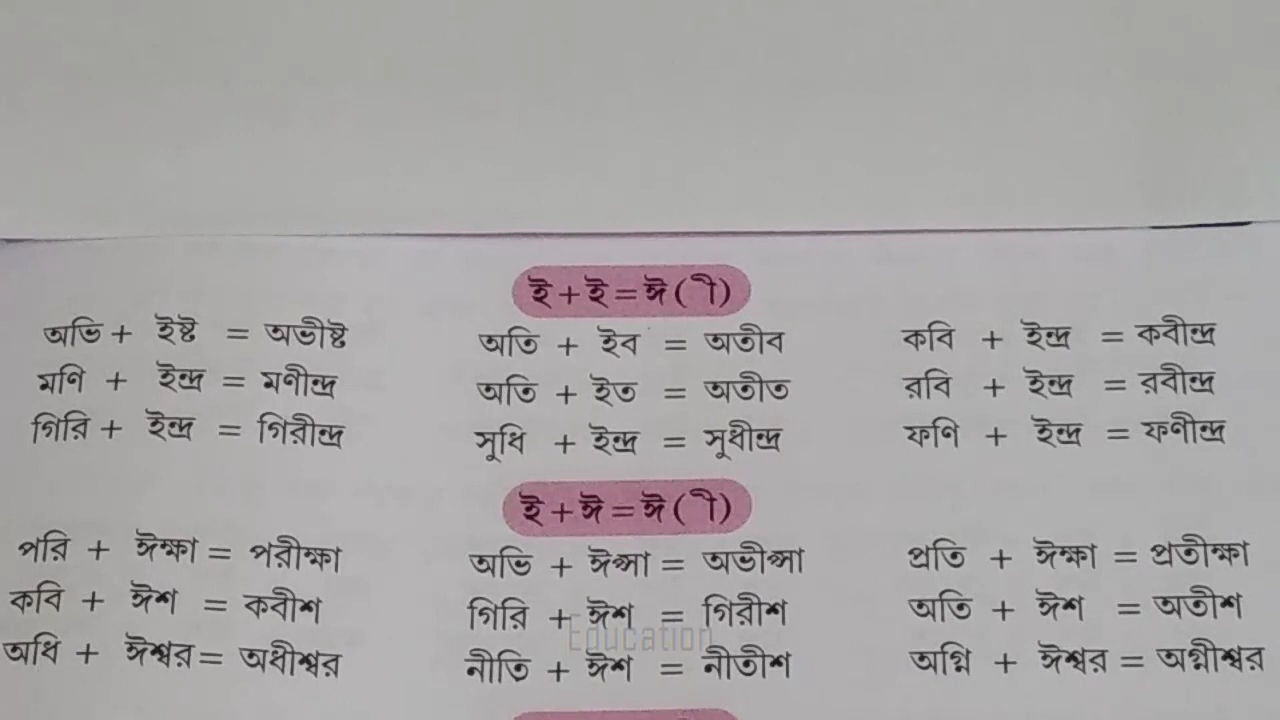 ই + ই = ঈ ( ী )
অভি + ইষ্ট = অভীষ্ট অতি + ইব = অতীব কবি + ইন্দ্র = কবীন্দ্র
মণি + ইন্দ্র = মণীন্দ্র অতি + ইত = অতীত রবি + ইন্দ্র = রবীন্দ্র
গিরি + ইন্দ্র = গিরীন্দ্র সুধি + ইন্দ্র = সুধীন্দ্র ফণি + ইন্দ্র = ফণীন্দ্র
ই + ঈ = ঈ ( ী )
পরি + ঈক্ষা = পরীক্ষা অভি + ঈপ্সা = অভীপ্সা প্রতি + ঈক্ষা = প্রতীক্ষা
কবি + ঈশ = কবীশ গিরি + ঈশ = গিরীশ অতি + ঈশ = অতীশ
Education
অধি + ঈশ্বর = অধীশ্বর নীতি + ঈশ = নীতীশ অগ্নি + ঈশ্বর = অগ্নীশ্বর